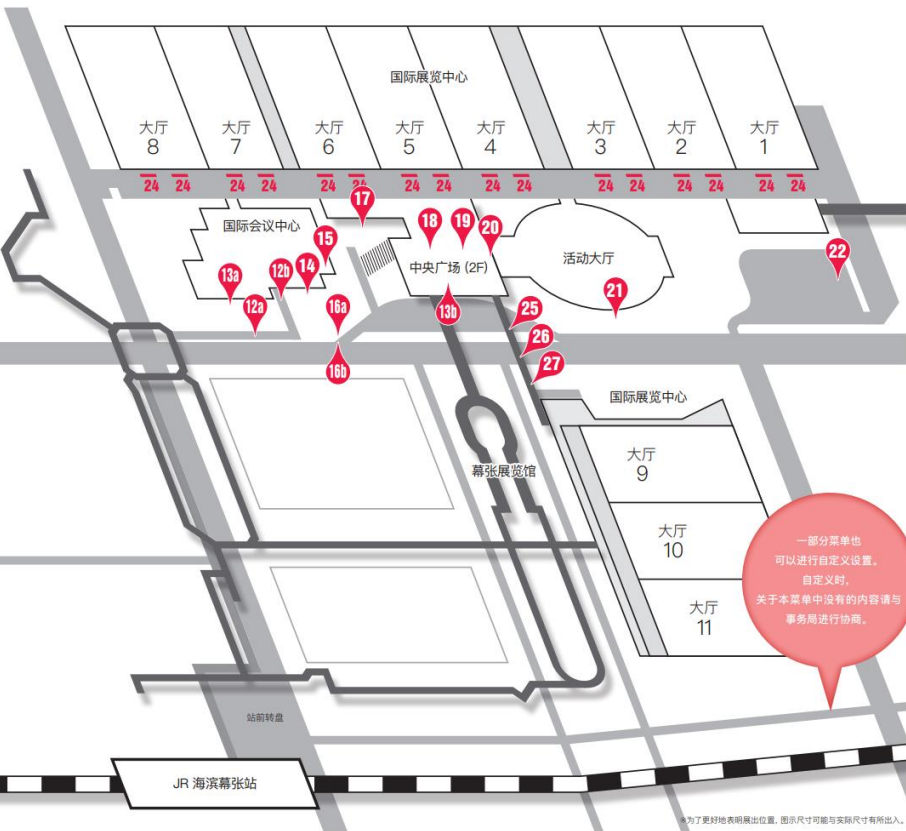 国际展览中心
大厅
8
大厅
7
大厅
6
大厅
5
大厅
4
大厅
3
大厅
2
大厅
1
24 24 24 24 24 24 24 24 24 24 24 24 24 24 24 24
17
国际会议中心
15
18
19
20
中央广场 (2F)
活动大厅
22
13a
12b
14
12a
16a
13b
21
25
26
16b
27
国际展览中心
大厅
9
幕张展览馆
大厅
10
大厅
11
一部分菜单也
可以进行自定义设置。
自定义时,
关于本菜单中没有的内容请与
事务局进行协商。
站前转盘
JR 海滨幕张站
※为了更好地表明展出位置, 图示尺寸可能与实际尺寸有所出入。